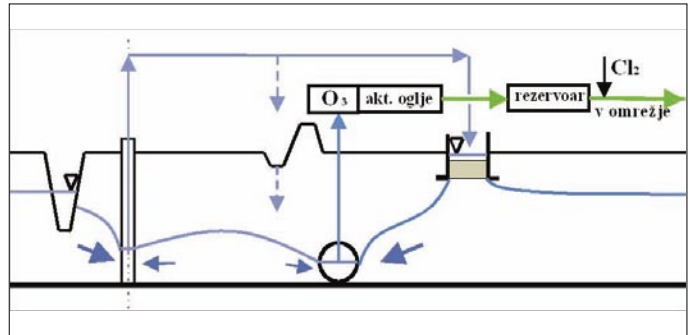 Cl₂
O₃ akt. oglje
rezervoar
v omrežje